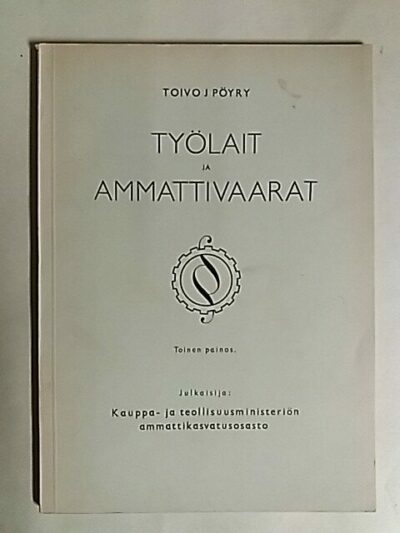 TOIVO J PÖYRY
TYÖLAIT
JA
AMMATTIVAARAT
§
Toinen painos.
Julkaisija:
Kauppa- ja teollisuusministeriön
ammattikasvatusosasto